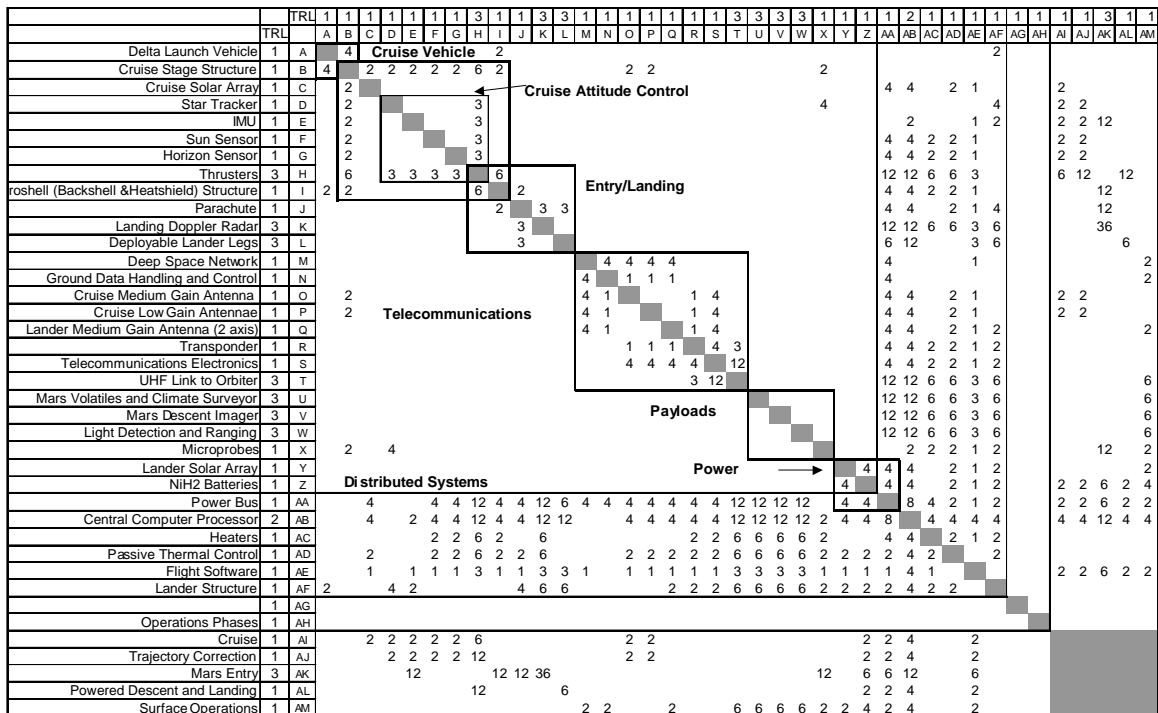 TRL 1 1 1 1 1 1 1 3 1 1 3 3 1 1 1 1 1 1 1 3 3 3 3 1 1 1 1 2 1 1 1 1 1 1 1 1 3 1 1
TRL A B C D E F G H I J K L M N O P Q R S T U V W X Y Z AA AB AC AD AE AF AG AH AI AJ AK AL AM
Delta Launch Vehicle 1 A 4 Cruise Vehicle 2 2
Cruise Stage Structure 1 B 4 2 2 2 2 2 6 2 2 2 2
Cruise Solar Array 1 C 2 Cruise Attitude Control 4 4 2 1 2
Star Tracker 1 D 2 3 4 4 2 2
IMU 1 E 2 3 2 1 2 2 2 12
Sun Sensor 1 F 2 3 4 4 2 2 1 2 2
Horizon Sensor 1 G 2 3 4 4 2 2 1 2 2
Thrusters 3 H 6 3 3 3 3 6 12 12 6 6 3 6 12 12
roshell (Backshell &Heatshield) Structure 1 I 2 2 6 2 Entry/Landing 4 4 2 2 1 12
Parachute 1 J 2 3 3 4 4 2 1 4 12
Landing Doppler Radar 3 K 3 12 12 6 6 3 6 36
Deployable Lander Legs 3 L 3 6 12 3 6 6
Deep Space Network 1 M 4 4 4 4 4 1 2
Ground Data Handling and Control 1 N 4 1 1 1 4 2
Cruise Medium Gain Antenna 1 O 2 4 1 1 4 4 4 2 1 2 2
Cruise Low Gain Antennae 1 P 2 Telecommunications 4 1 1 4 4 4 2 1 2 2
Lander Medium Gain Antenna (2 axis) 1 Q 4 1 1 4 4 4 2 1 2 2
Transponder 1 R 1 1 1 4 3 4 4 2 2 1 2
Telecommunications Electronics 1 S 4 4 4 4 12 4 4 2 2 1 2
UHF Link to Orbiter 3 T 3 12 12 12 6 6 3 6 6
Mars Volatiles and Climate Surveyor 3 U Payloads 12 12 6 6 3 6 6
Mars Descent Imager 3 V 12 12 6 6 3 6 6
Light Detection and Ranging 3 W 12 12 6 6 3 6 6
Microprobes 1 X 2 4 2 2 2 1 2 12 2
Lander Solar Array 1 Y Power 4 4 4 2 1 2 2
NiH2 Batteries 1 Z Distributed Systems 4 4 4 2 1 2 2 2 6 2 4
Power Bus 1 AA 4 4 4 12 4 4 12 6 4 4 4 4 4 4 4 12 12 12 12 4 4 8 4 2 1 2 2 2 6 2 2
Central Computer Processor 2 AB 4 2 4 4 12 4 4 12 12 4 4 4 4 4 12 12 12 12 2 4 4 8 4 4 4 4 4 4 12 4 4
Heaters 1 AC 2 2 6 2 6 2 2 6 6 6 6 2 4 4 2 1 2
Passive Thermal Control 1 AD 2 2 2 6 2 2 6 2 2 2 2 2 6 6 6 6 2 2 2 2 4 2 2
Flight Software 1 AE 1 1 1 1 3 1 1 3 3 1 1 1 1 1 1 3 3 3 3 1 1 1 1 4 1 2 2 6 2 2
Lander Structure 1 AF 2 4 2 4 6 6 2 2 2 6 6 6 6 2 2 2 2 4 2 2
1 AG
Operations Phases 1 AH
Cruise 1 AI 2 2 2 2 2 6 2 2 2 2 4 2
Trajectory Correction 1 AJ 2 2 2 2 12 2 2 2 2 4 2
Mars Entry 3 AK 12 12 12 36 12 6 6 12 6
Powered Descent and Landing 1 AL 12 6 2 2 4 2
Surface Operations 1 AM 2 2 2 6 6 6 6 2 2 4 2 4 2